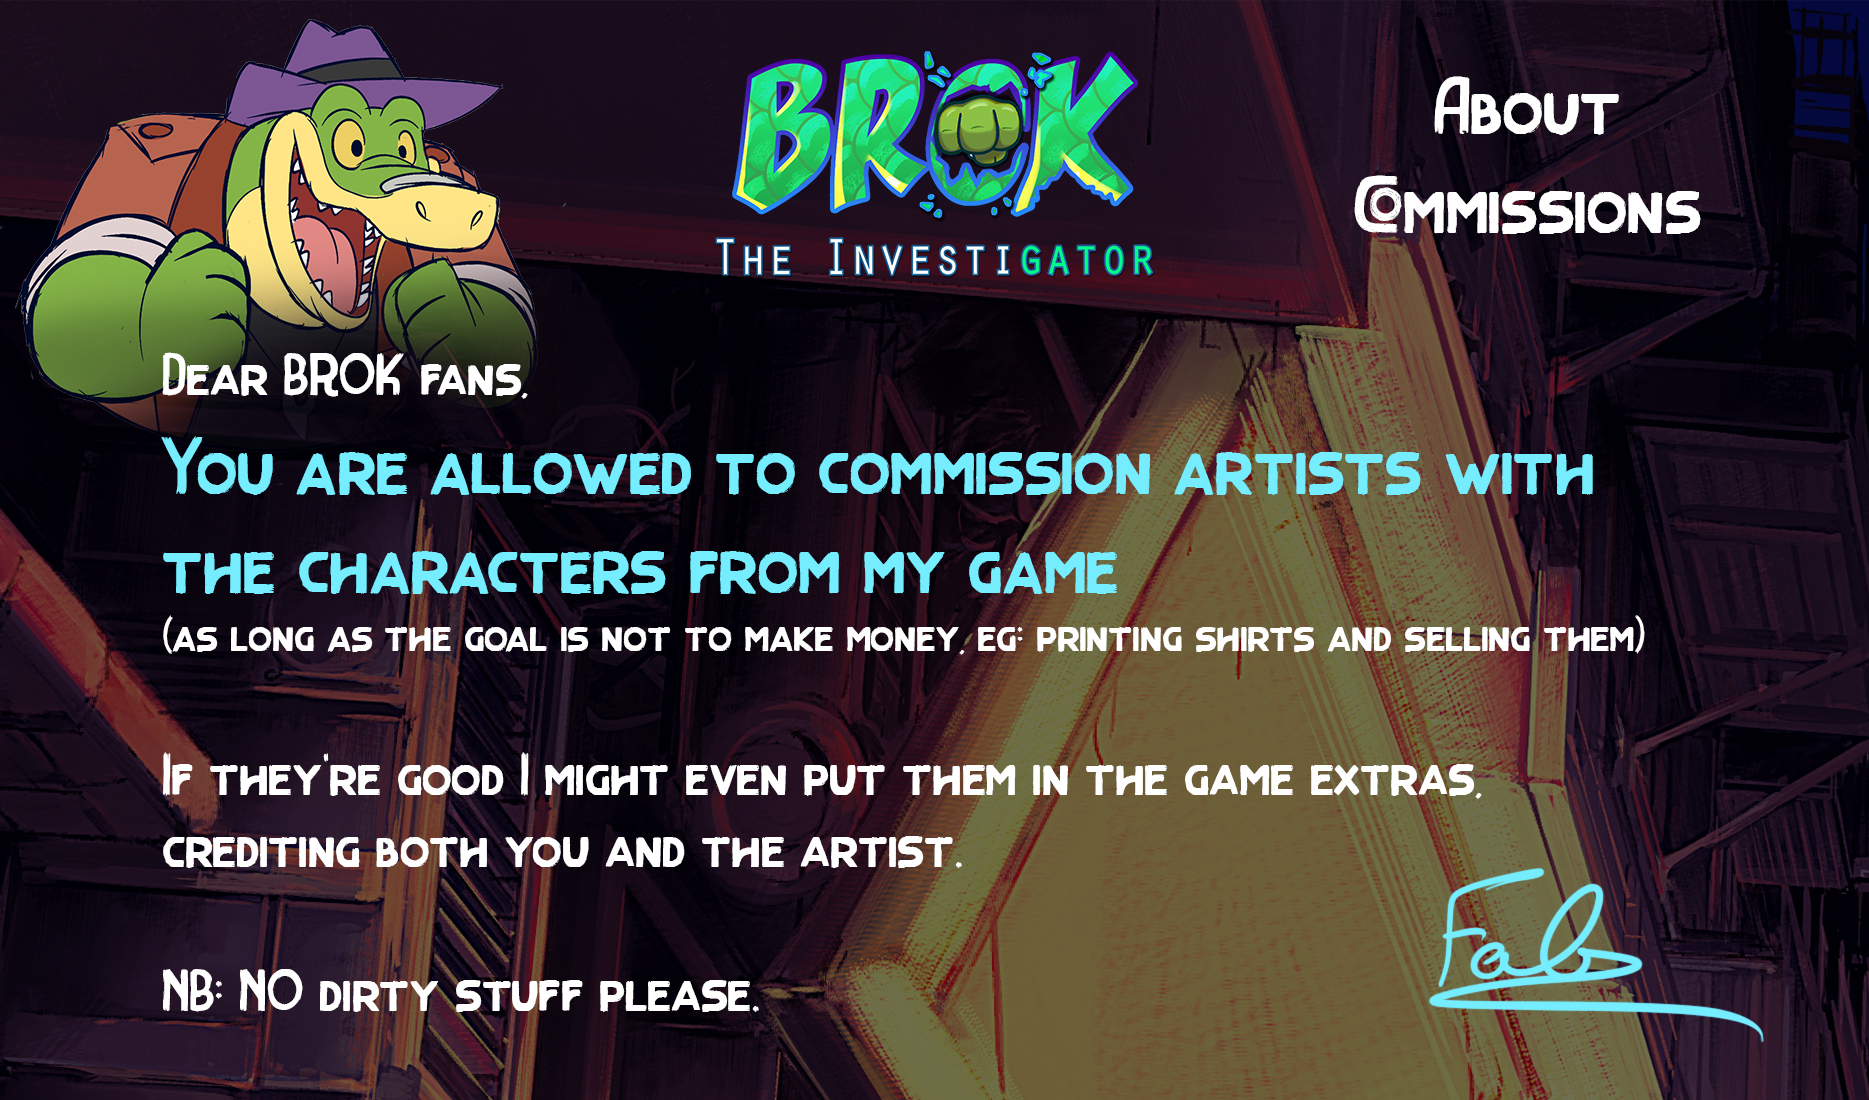 BROK
THE INVESTIGATOR
ABOUT
COMMISSIONS
DEAR BROK FANS,
YOU ARE ALLOWED TO COMMISSION ARTISTS WITH
THE CHARACTERS FROM MY GAME
(AS LONG AS THE GOAL IS NOT TO MAKE MONEY, EG: PRINTING SHIRTS AND SELLING THEM)
IF THEY'RE GOOD I MIGHT EVEN PUT THEM IN THE GAME EXTRAS,
CREDITING BOTH YOU AND THE ARTIST.
NB: NO DIRTY STUFF PLEASE.
Fabs